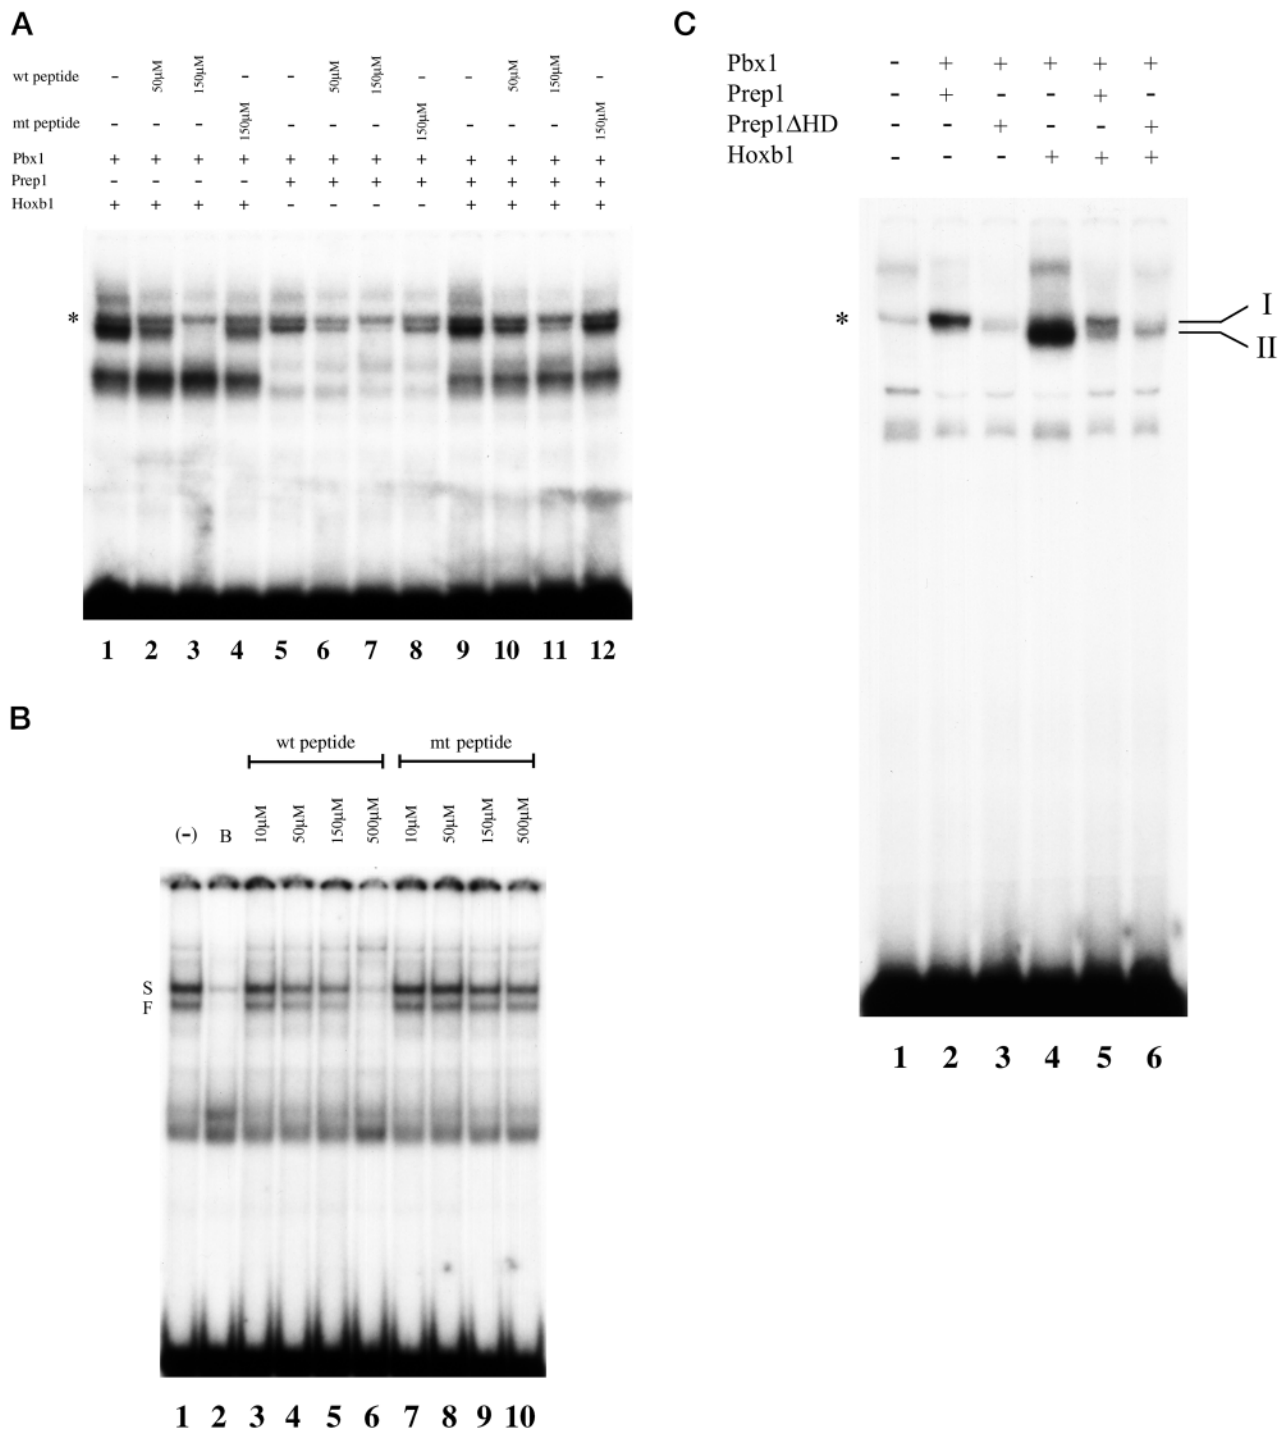 A
wt peptide - 50µM 150µM - - 50µM 150µM - - 50µM 150µM -
mt peptide - - - 150µM - - - 150µM - - - 150µM
Pbx1 + + + + + + + + + + + +
Prep1 - - - - + + + + + + + +
Hoxb1 + + + + - - - - + + + +
*
1 2 3 4 5 6 7 8 9 10 11 12
B
wt peptide mt peptide
(-) B 10µM 50µM 150µM 500µM 10µM 50µM 150µM 500µM
S
F
1 2 3 4 5 6 7 8 9 10
C
Pbx1 - + + + + +
Prep1 - + - - + -
Prep1ΔHD - - + - - +
Hoxb1 - - - + + +
* I
II
1 2 3 4 5 6